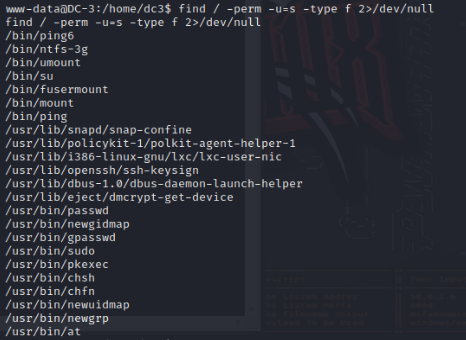 www-data@DC-3:/home/dc3$ find / -perm -u=s -type f 2>/dev/null
find / -perm -u=s -type f 2>/dev/null
/bin/ping6
/bin/ntfs-3g
/bin/umount
/bin/su
/bin/fusermount
/bin/mount
/bin/ping
/usr/lib/snapd/snap-confine
/usr/lib/policykit-1/polkit-agent-helper-1
/usr/lib/i386-linux-gnu/lxc/lxc-user-nic
/usr/lib/openssh/ssh-keysign
/usr/lib/dbus-1.0/dbus-daemon-launch-helper
/usr/lib/eject/dmcrypt-get-device
/usr/bin/passwd
/usr/bin/newgidmap
/usr/bin/gpasswd
/usr/bin/sudo
/usr/bin/pkexec
/usr/bin/chsh
/usr/bin/chfn
/usr/bin/newuidmap
/usr/bin/newgrp
/usr/bin/at